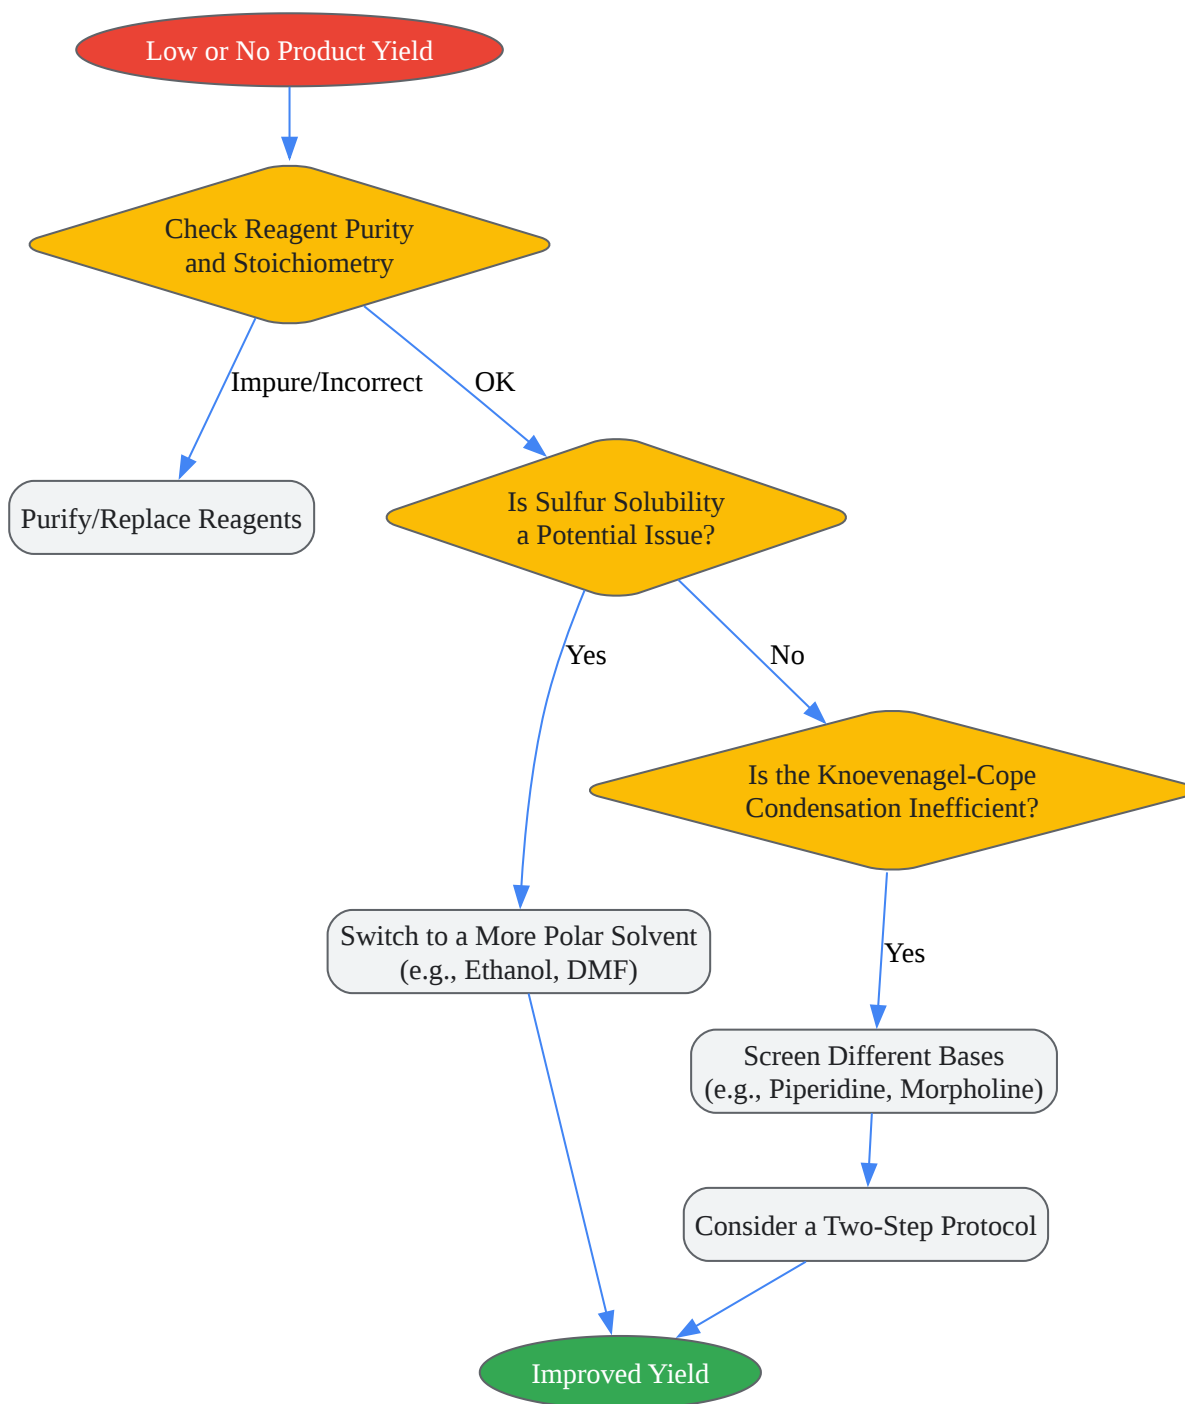 Low or No Product Yield
Check Reagent Purity
and Stoichiometry
Impure/Incorrect
OK
Purify/Replace Reagents
Is Sulfur Solubility
a Potential Issue?
Yes
No
Is the Knoevenagel-Cope
Condensation Inefficient?
Switch to a More Polar Solvent
(e.g., Ethanol, DMF)
Yes
Screen Different Bases
(e.g., Piperidine, Morpholine)
Consider a Two-Step Protocol
Improved Yield